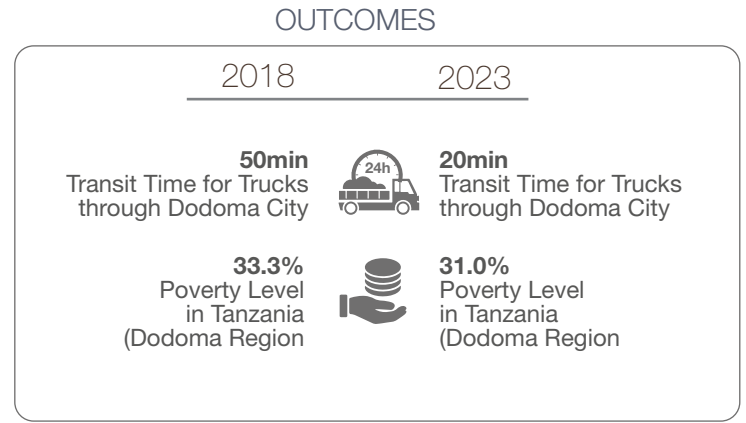 OUTCOMES
2018
2023
50min
Transit Time for Trucks
through Dodoma City
24h
20min
Transit Time for Trucks
through Dodoma City
33.3%
Poverty Level
in Tanzania
(Dodoma Region
31.0%
Poverty Level
in Tanzania
(Dodoma Region